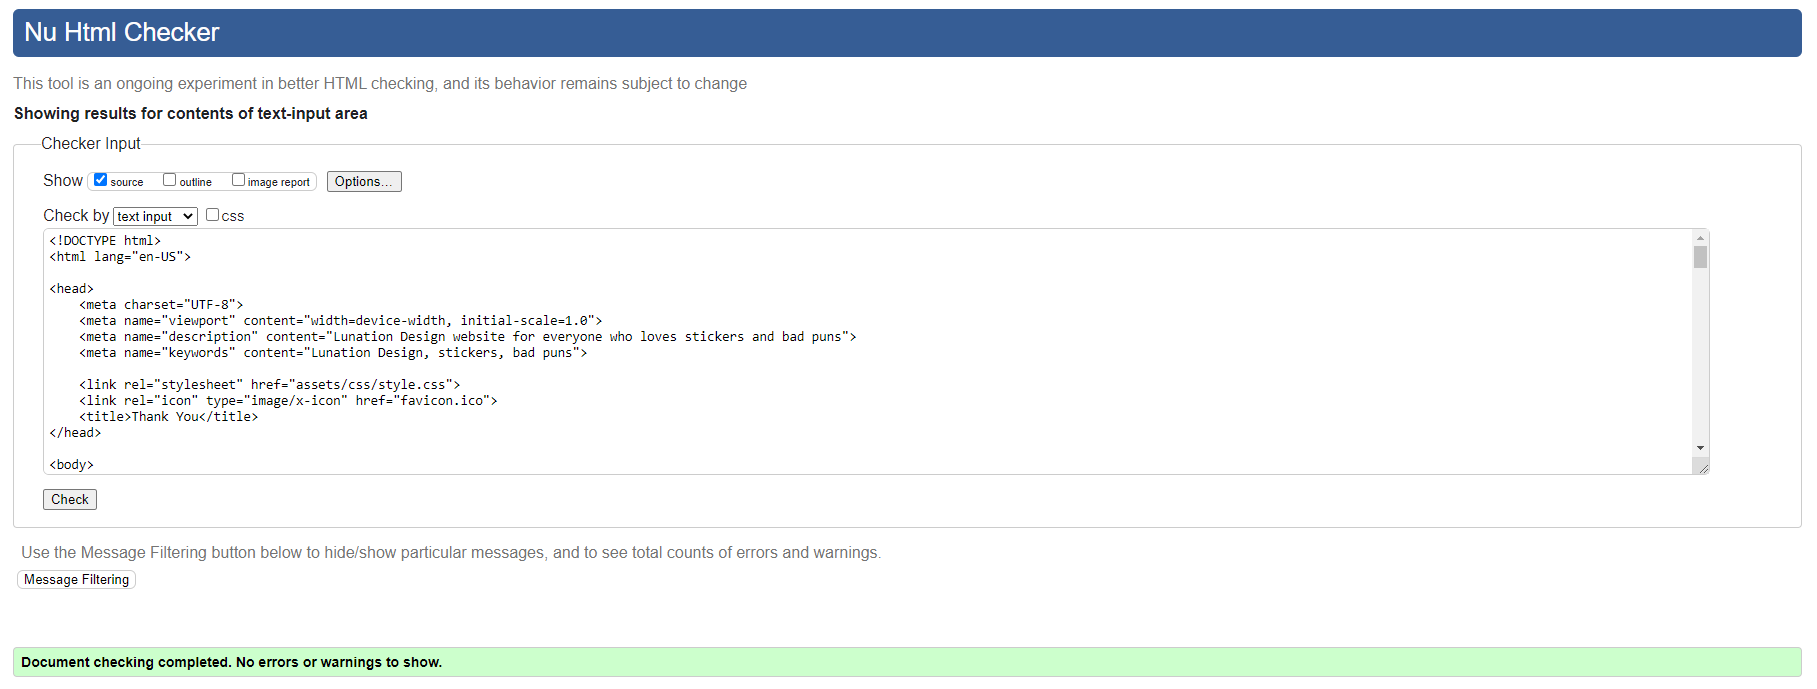 Nu Html Checker
This tool is an ongoing experiment in better HTML checking, and its behavior remains subject to change
Showing results for contents of text-input area
Checker Input
Show source outline image report Options...
Check by text input css
<!DOCTYPE html>
<html lang="en-US">
<head>
<meta charset="UTF-8">
<meta name="viewport" content="width=device-width, initial-scale=1.0">
<meta name="description" content="Lunation Design website for everyone who loves stickers and bad puns">
<meta name="keywords" content="Lunation Design, stickers, bad puns">
<link rel="stylesheet" href="assets/css/style.css">
<link rel="icon" type="image/x-icon" href="favicon.ico">
<title>Thank You</title>
</head>
<body>
Check
Use the Message Filtering button below to hide/show particular messages, and to see total counts of errors and warnings.
Message Filtering
Document checking completed. No errors or warnings to show.